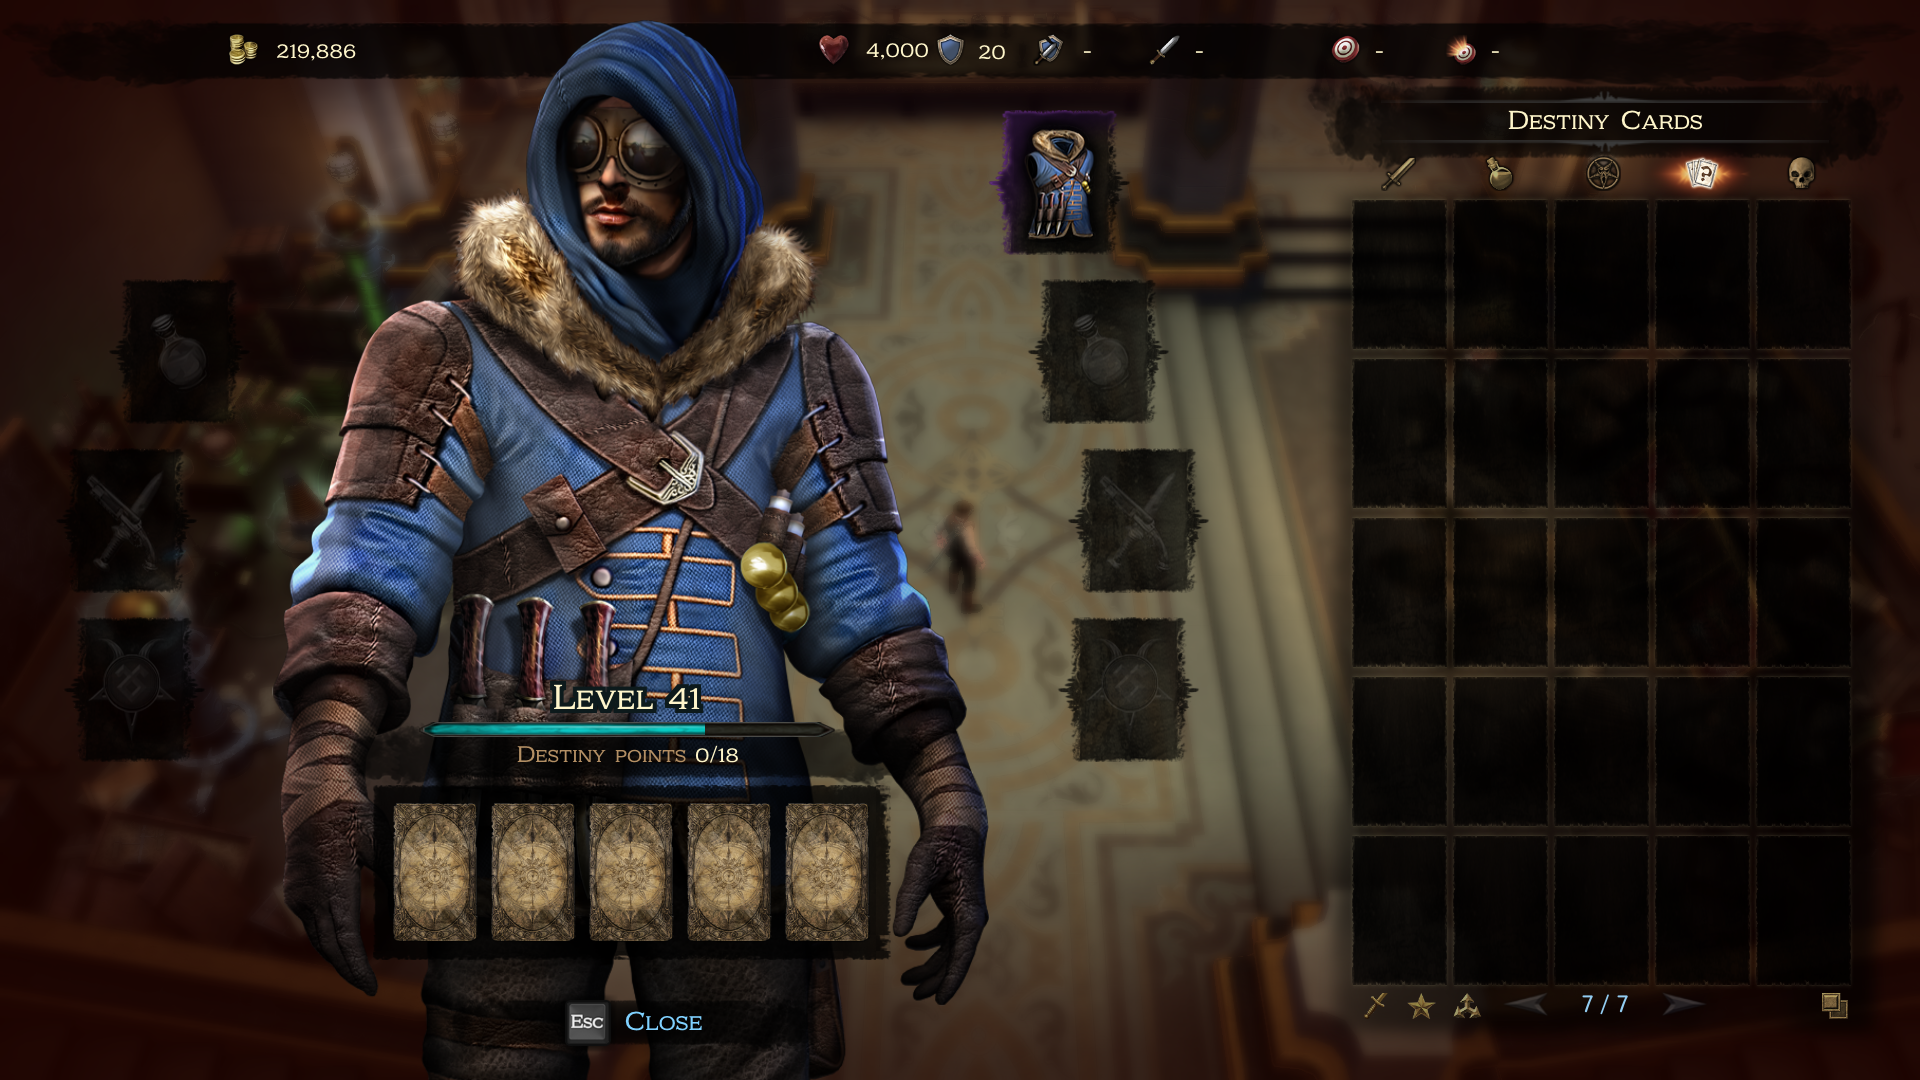 219,886
4,000
20
-
-
-
-
Destiny Cards
Level 41
Destiny points 0/18
Esc Close
7 / 7